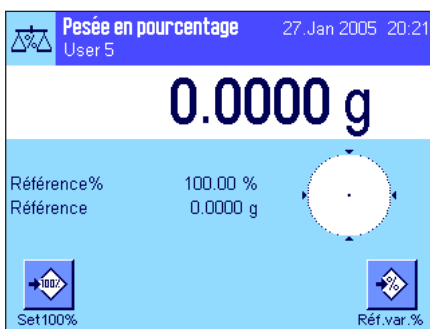 Pesée en pourcentage 27.Jan 2005 20:21
User 5
0.0000 g
Référence% 100.00 %
Référence 0.0000 g
100%
%
Set100% Réf.var.%